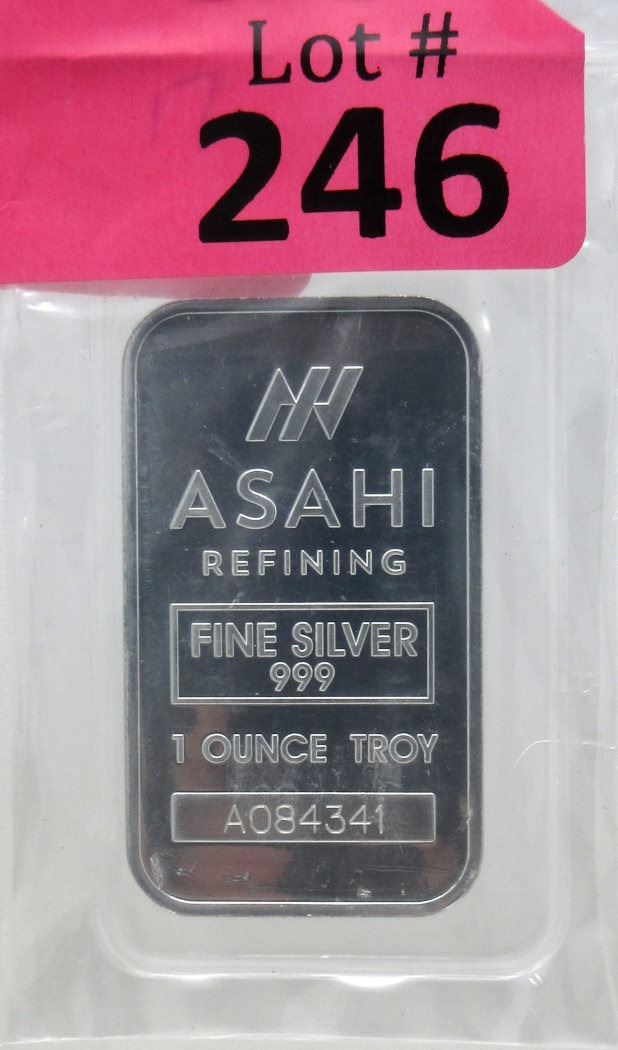 Lot #
246
ASAHI
REFINING
FINE SILVER
999
1 OUNCE TROY
A084341